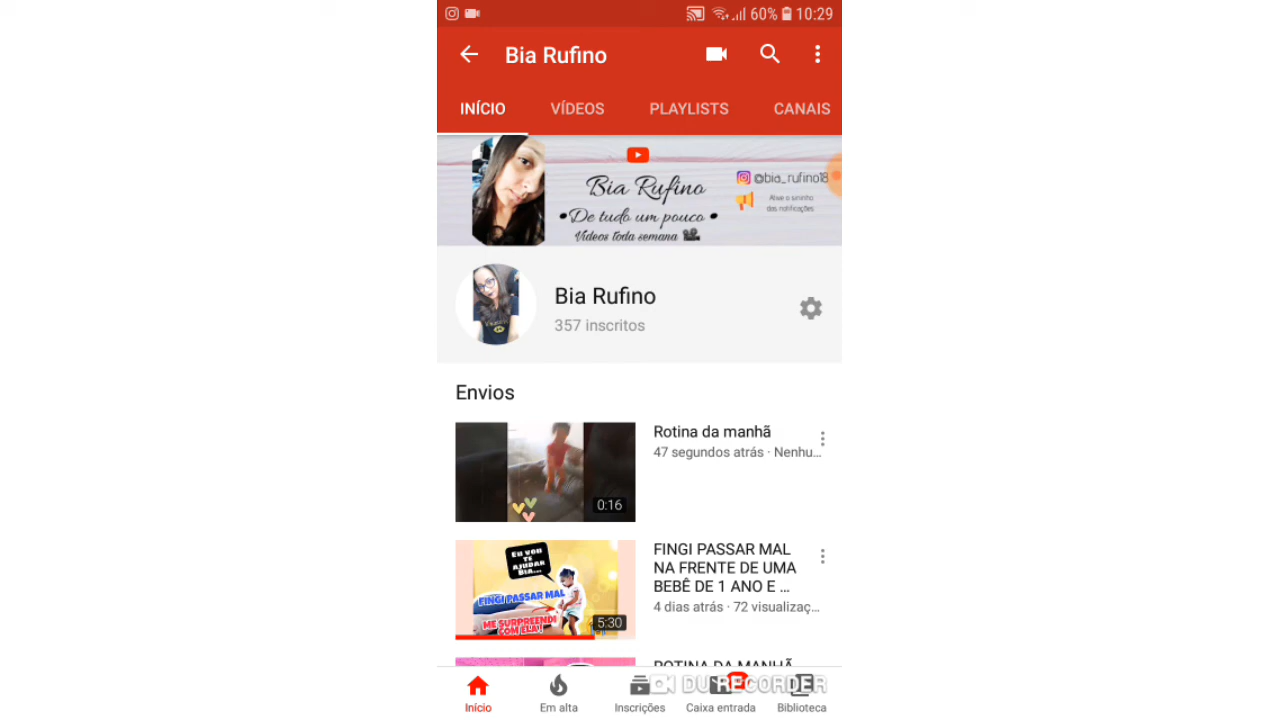 60% 10:29
Bia Rufino
INÍCIO VÍDEOS PLAYLISTS CANAIS
Bia Rufino
•De tudo um pouco•
Vídeos toda semana
@bia_rufino18
Ative o sininho
das notificações
Bia Rufino
357 inscritos
Envios
0:16
Rotina da manhã
47 segundos atrás · Nenhu...
EU VOU
TE
AJUDAR
BIA...
FINGI PASSAR MAL
ME SURPREENDI
COM ELA!
5:30
FINGI PASSAR MAL
NA FRENTE DE UMA
BEBÊ DE 1 ANO E ...
4 dias atrás · 72 visualizaç...
ROTINA DA MANHÃ
DU RECORDER
Início Em alta Inscrições Caixa entrada Biblioteca